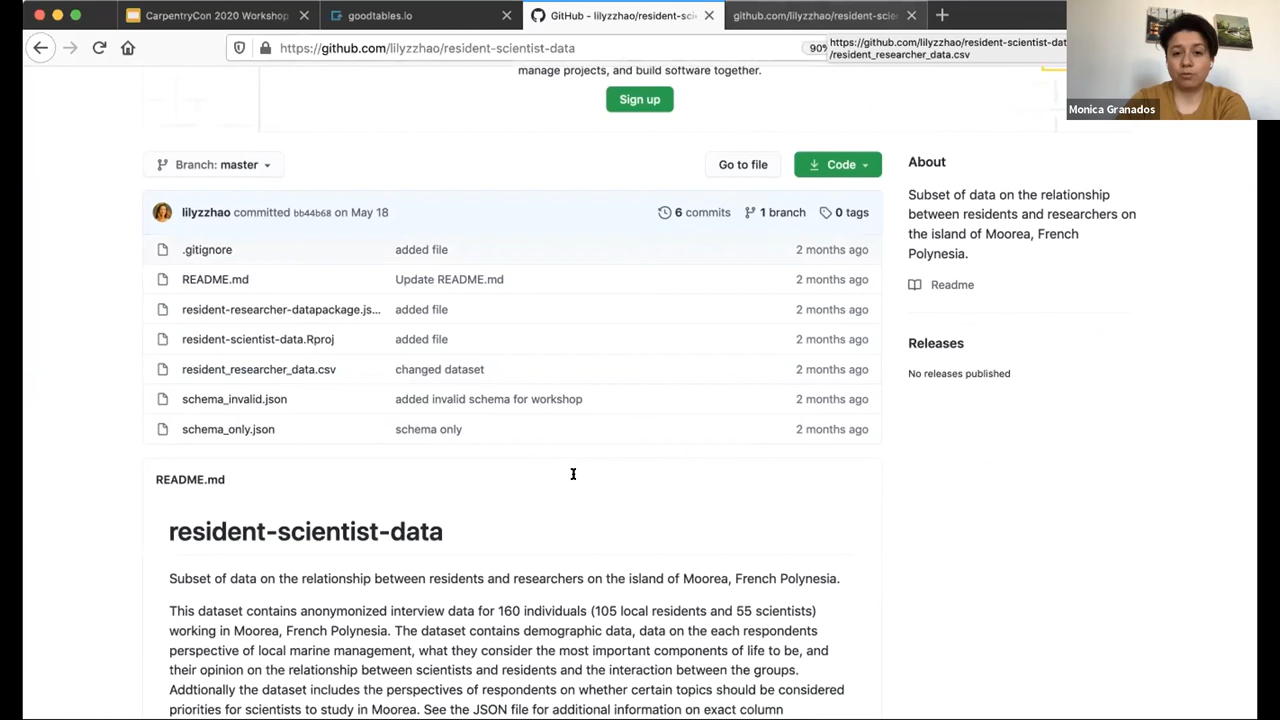 CarpentryCon 2020 Workshop
goodtables.io
GitHub - lilyzzhao/resident-sci
github.com/lilyzzhao/resident-scie
https://github.com/lilyzzhao/resident-scientist-data
90%
https://github.com/lilyzzhao/resident-scientist-dat
/resident_researcher_data.csv
Monica Granados
manage projects, and build software together.
Sign up
Branch: master
Go to file
Code
About
Subset of data on the relationship
between residents and researchers on
the island of Moorea, French
Polynesia.
Readme
Releases
No releases published
lilyzzhao committed bb44b68 on May 18
6 commits
1 branch
0 tags
.gitignore added file 2 months ago
README.md Update README.md 2 months ago
resident-researcher-datapackage.js... added file 2 months ago
resident-scientist-data.Rproj added file 2 months ago
resident_researcher_data.csv changed dataset 2 months ago
schema_invalid.json added invalid schema for workshop 2 months ago
schema_only.json schema only 2 months ago
README.md
resident-scientist-data
Subset of data on the relationship between residents and researchers on the island of Moorea, French Polynesia.
This dataset contains anonymonized interview data for 160 individuals (105 local residents and 55 scientists)
working in Moorea, French Polynesia. The dataset contains demographic data, data on the each respondents
perspective of local marine management, what they consider the most important components of life to be, and
their opinion on the relationship between scientists and residents and the interaction between the groups.
Addtionally the dataset includes the perspectives of respondents on whether certain topics should be considered
priorities for scientists to study in Moorea. See the JSON file for additional information on exact column